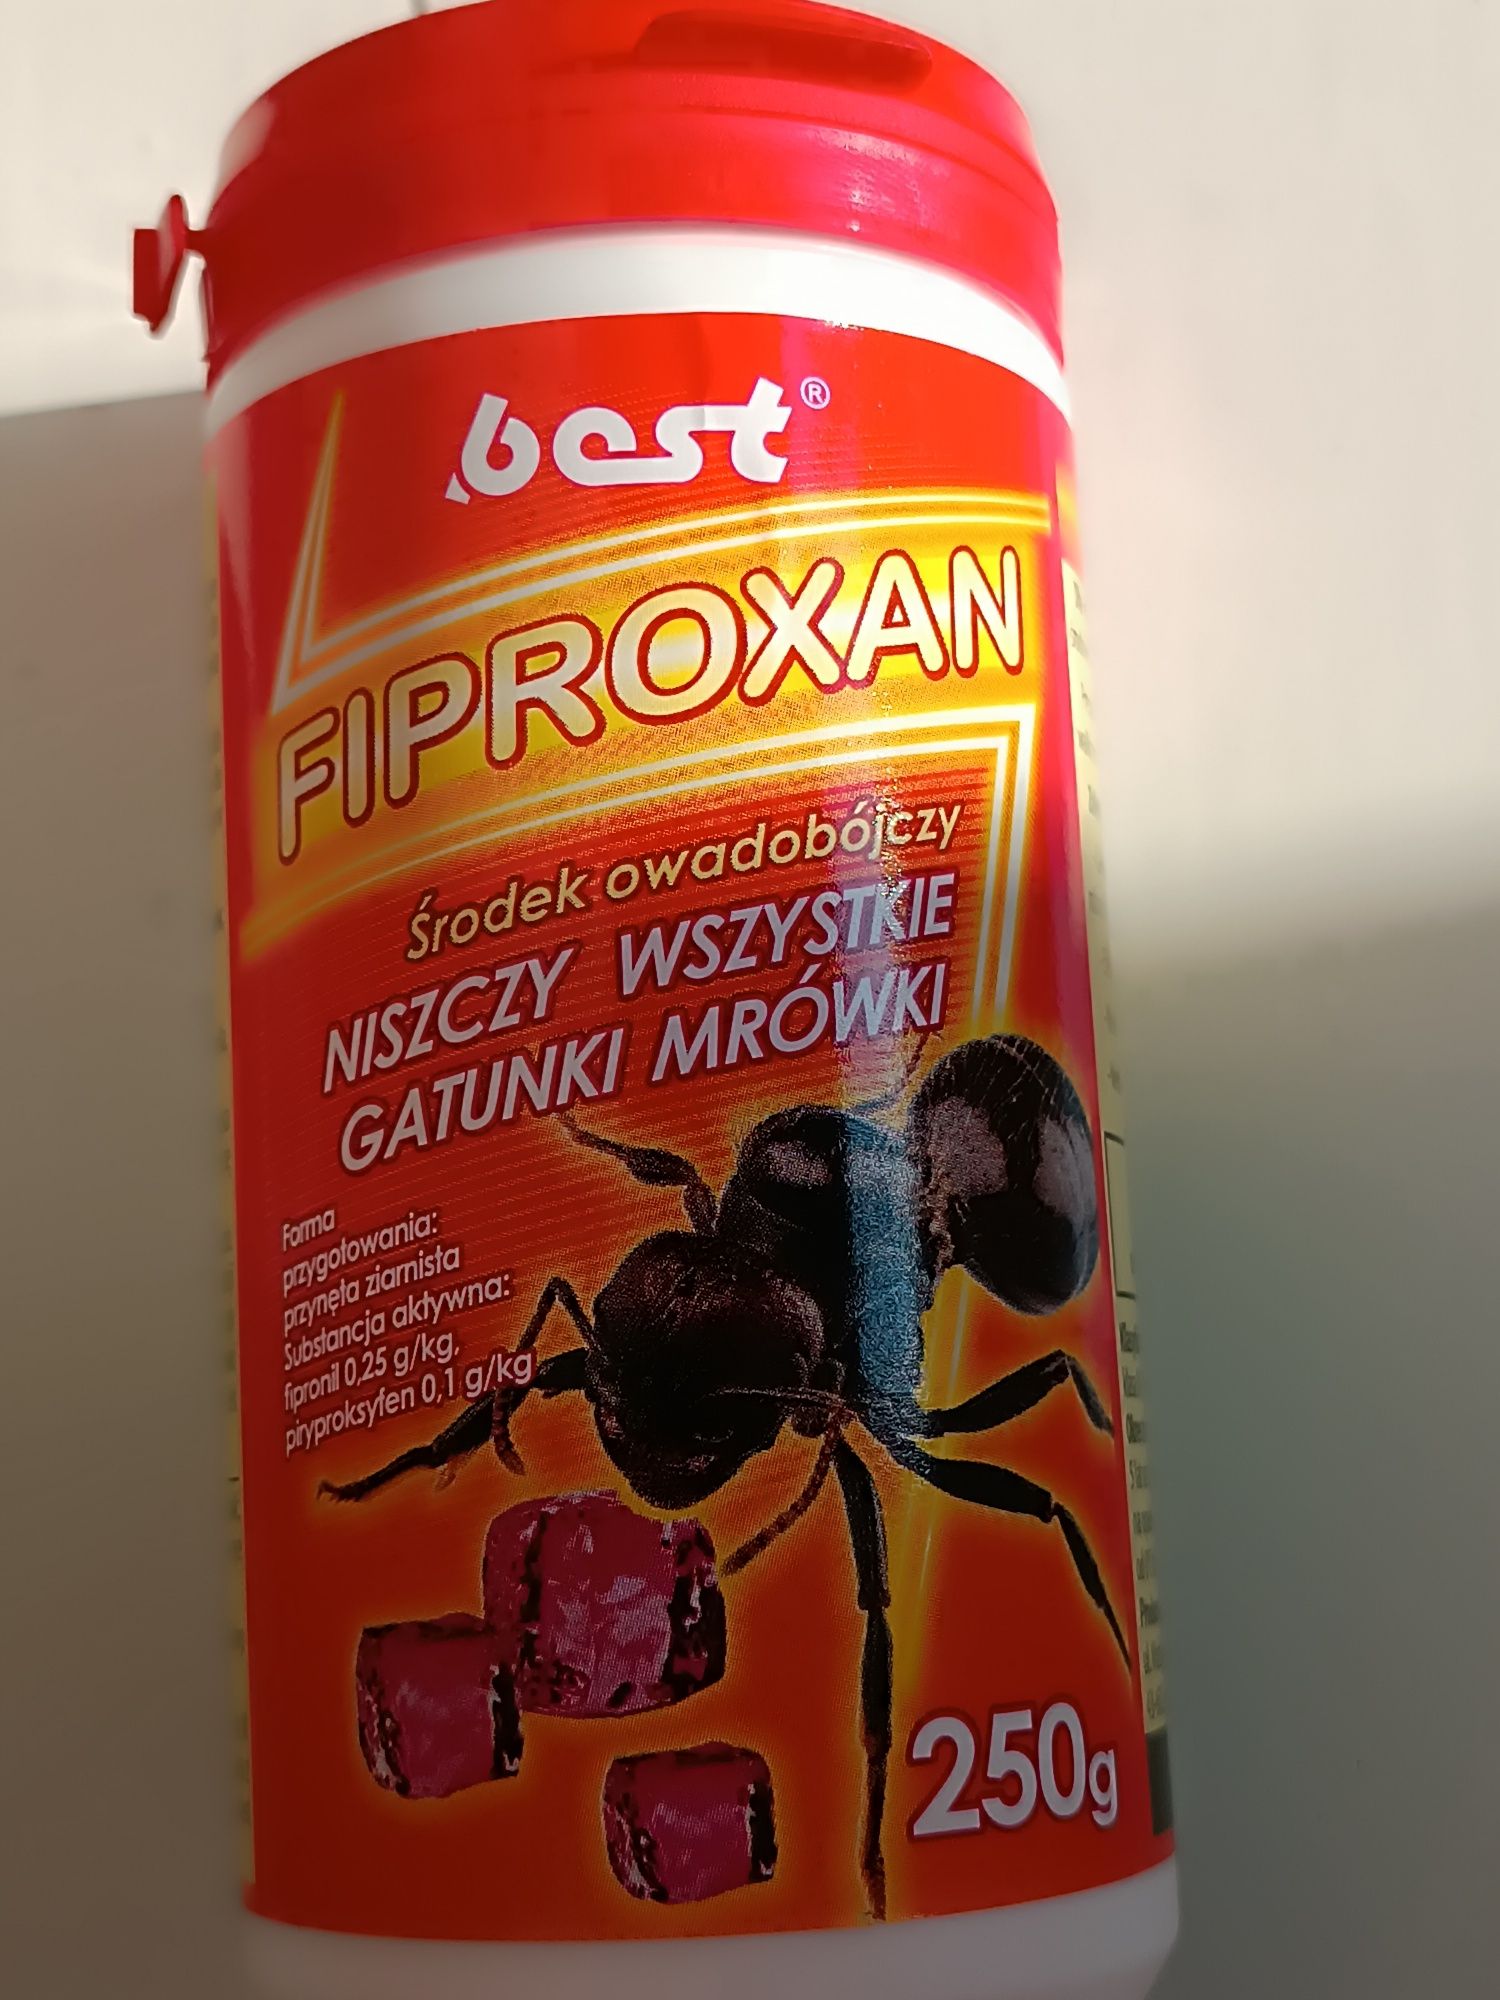 best®
FIPROXAN
Środek owadobójczy
NISZCZY WSZYSTKIE
GATUNKI MRÓWKI
Forma
przygotowania:
przynęta ziarnista
Substancja aktywna:
fipronil 0,25 g/kg,
piryproksyfen 0,1 g/kg
250g